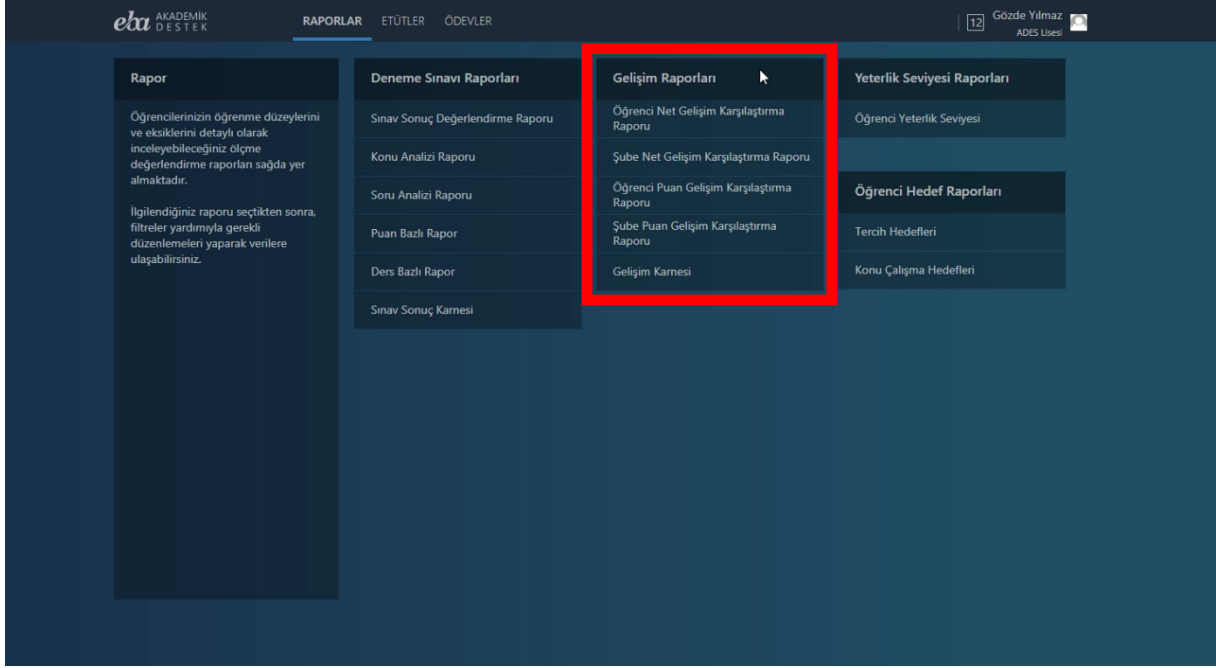 eba AKADEMİK
DESTEK
RAPORLAR ETÜTLER ÖDEVLER
12
Gözde Yılmaz
ADES Lisesi
Rapor
Öğrencilerinizin öğrenme düzeylerini
ve eksiklerini detaylı olarak
inceleyebileceğiniz ölçme
değerlendirme raporları sağda yer
almaktadır.
İlgilendiğiniz raporu seçtikten sonra,
filtreler yardımıyla gerekli
düzenlemeleri yaparak verilere
ulaşabilirsiniz.
Deneme Sınavı Raporları
Sınav Sonuç Değerlendirme Raporu
Konu Analizi Raporu
Soru Analizi Raporu
Puan Bazlı Rapor
Ders Bazlı Rapor
Sınav Sonuç Karnesi
Gelişim Raporları
Öğrenci Net Gelişim Karşılaştırma
Raporu
Şube Net Gelişim Karşılaştırma Raporu
Öğrenci Puan Gelişim Karşılaştırma
Raporu
Şube Puan Gelişim Karşılaştırma
Raporu
Gelişim Karnesi
Yeterlik Seviyesi Raporları
Öğrenci Yeterlik Seviyesi
Öğrenci Hedef Raporları
Tercih Hedefleri
Konu Çalışma Hedefleri